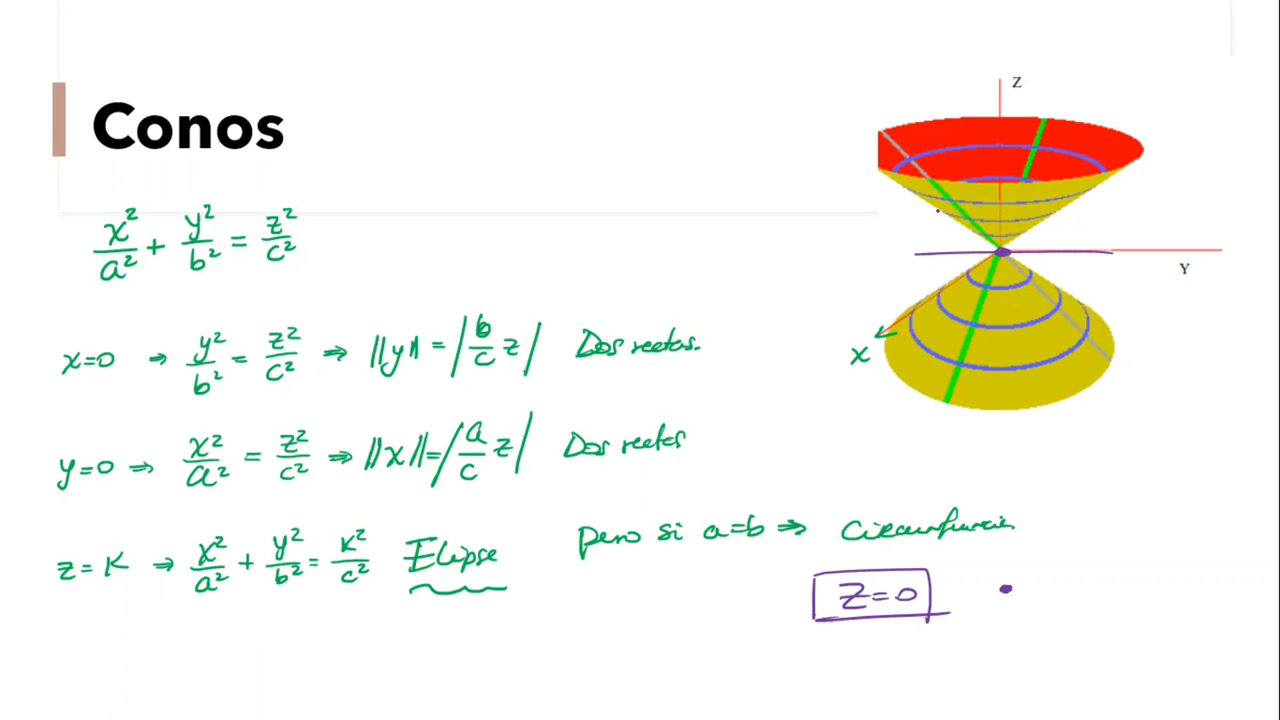 Conos
x²/a² + y²/b² = z²/c²
x=0 ⇒ y²/b² = z²/c² ⇒ ||y|| = |b/c z| Dos rectas.
y=0 ⇒ x²/a² = z²/c² ⇒ ||x|| = |a/c z| Dos rectas
z=K ⇒ x²/a² + y²/b² = K²/c² Elipse
Pero si a=b ⇒ circunferencia
Z=0
Z
Y
X